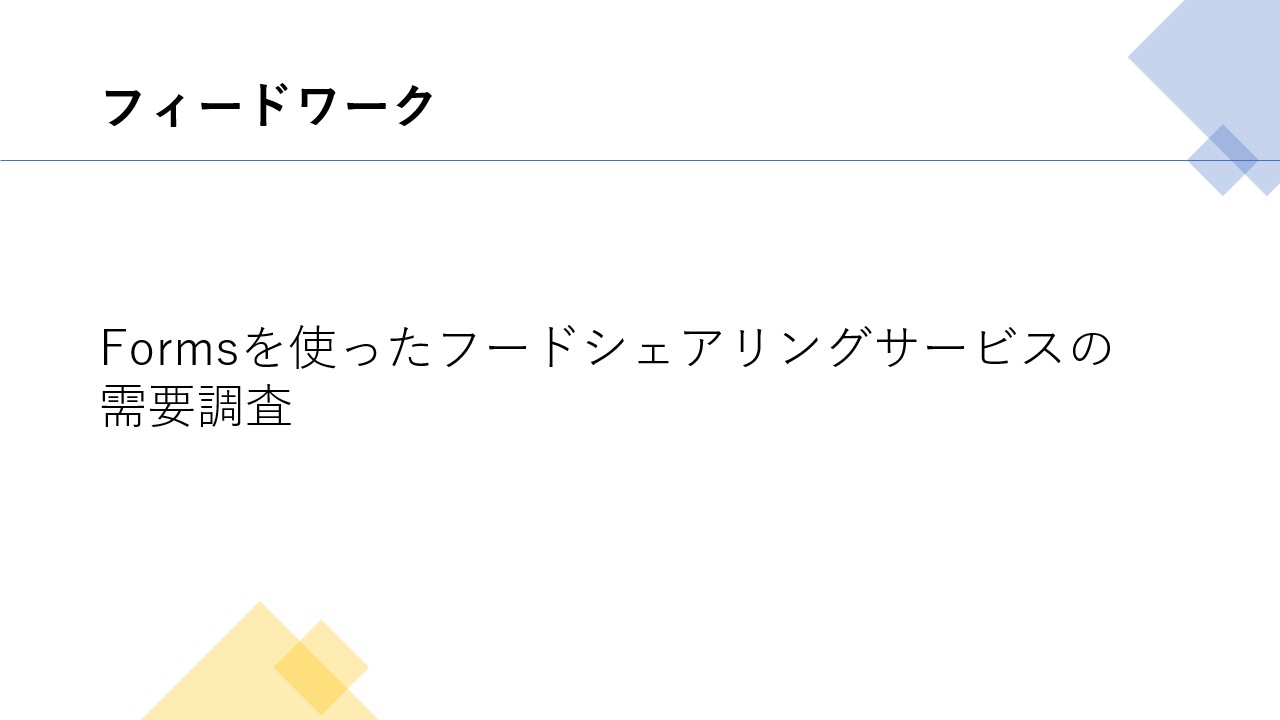 フィードワーク
Formsを使ったフードシェアリングサービスの
需要調査